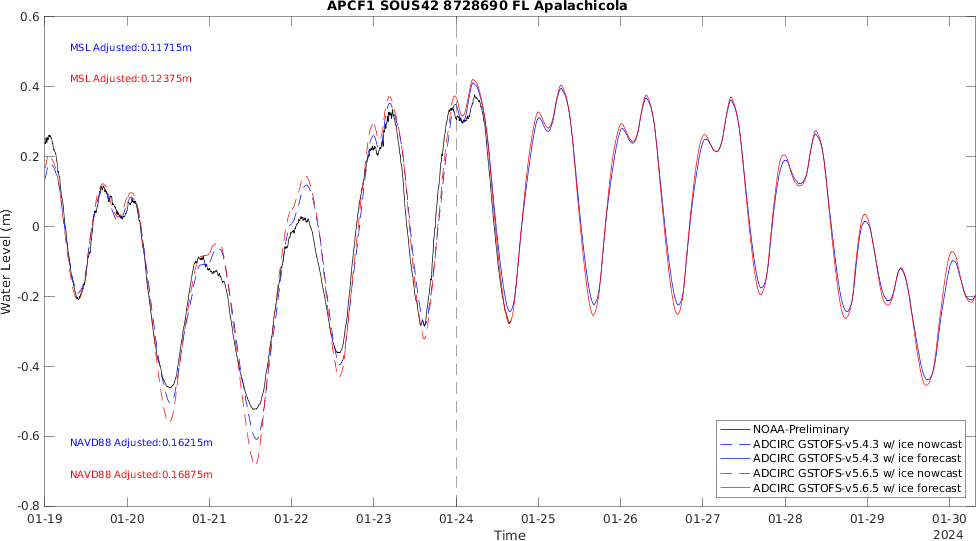 APCF1 SOUS42 8728690 FL Apalachicola
0.6
0.4
0.2
0
-0.2
-0.4
-0.6
-0.8
Water Level (m)
MSL Adjusted:0.11715m
MSL Adjusted:0.12375m
NAVD88 Adjusted:0.16215m
NAVD88 Adjusted:0.16875m
NOAA-Preliminary
ADCIRC GSTOFS-v5.4.3 w/ ice nowcast
ADCIRC GSTOFS-v5.4.3 w/ ice forecast
ADCIRC GSTOFS-v5.6.5 w/ ice nowcast
ADCIRC GSTOFS-v5.6.5 w/ ice forecast
01-19 01-20 01-21 01-22 01-23 01-24 01-25 01-26 01-27 01-28 01-29 01-30
2024
Time